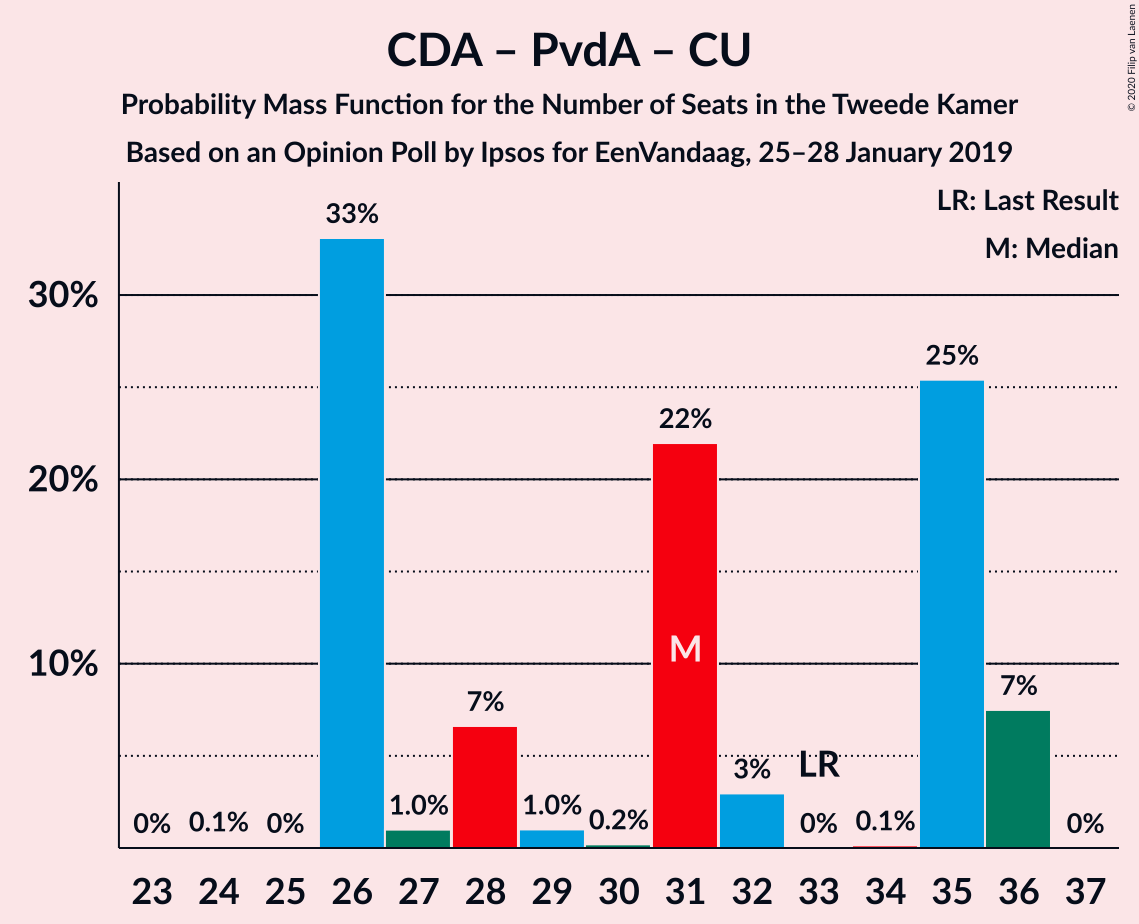 CDA – PvdA – CU
Probability Mass Function for the Number of Seats in the Tweede Kamer
Based on an Opinion Poll by Ipsos for EenVandaag, 25–28 January 2019
© 2020 Filip van Laenen
LR: Last Result
M: Median
30%
20%
10%
0%
0.1%
0%
33%
1.0%
7%
1.0%
0.2%
22%
M
3%
LR
0%
0.1%
25%
7%
0%
23 24 25 26 27 28 29 30 31 32 33 34 35 36 37